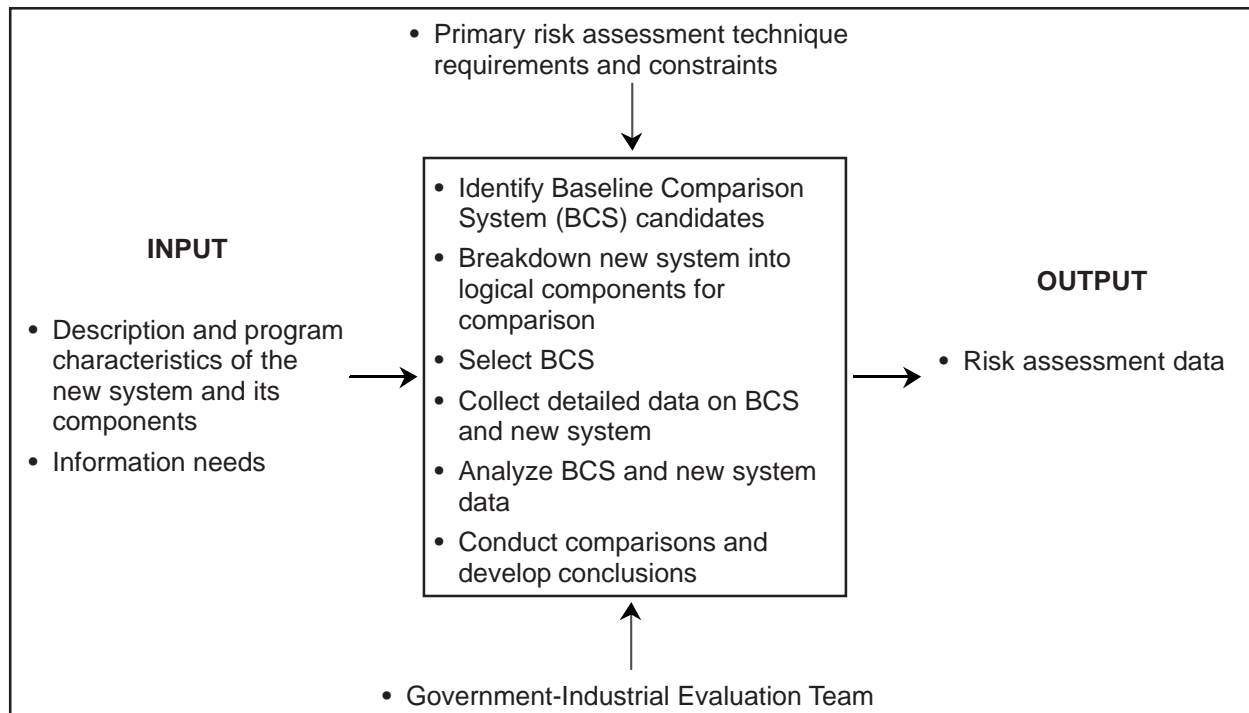 • Primary risk assessment technique
requirements and constraints
INPUT
• Description and program
characteristics of the
new system and its
components
• Information needs
• Identify Baseline Comparison
System (BCS) candidates
• Breakdown new system into
logical components for
comparison
• Select BCS
• Collect detailed data on BCS
and new system
• Analyze BCS and new system
data
• Conduct comparisons and
develop conclusions
OUTPUT
• Risk assessment data
• Government-Industrial Evaluation Team